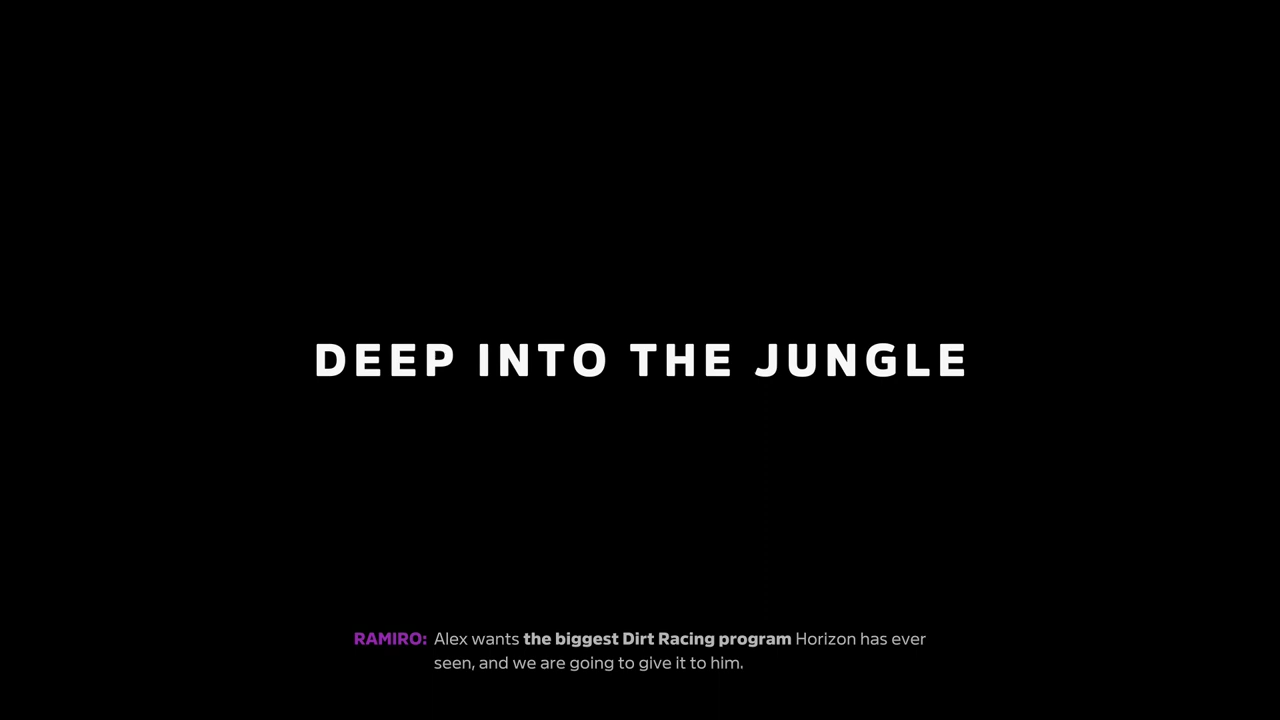 DEEP INTO THE JUNGLE
RAMIRO: Alex wants the biggest Dirt Racing program Horizon has ever
seen, and we are going to give it to him.